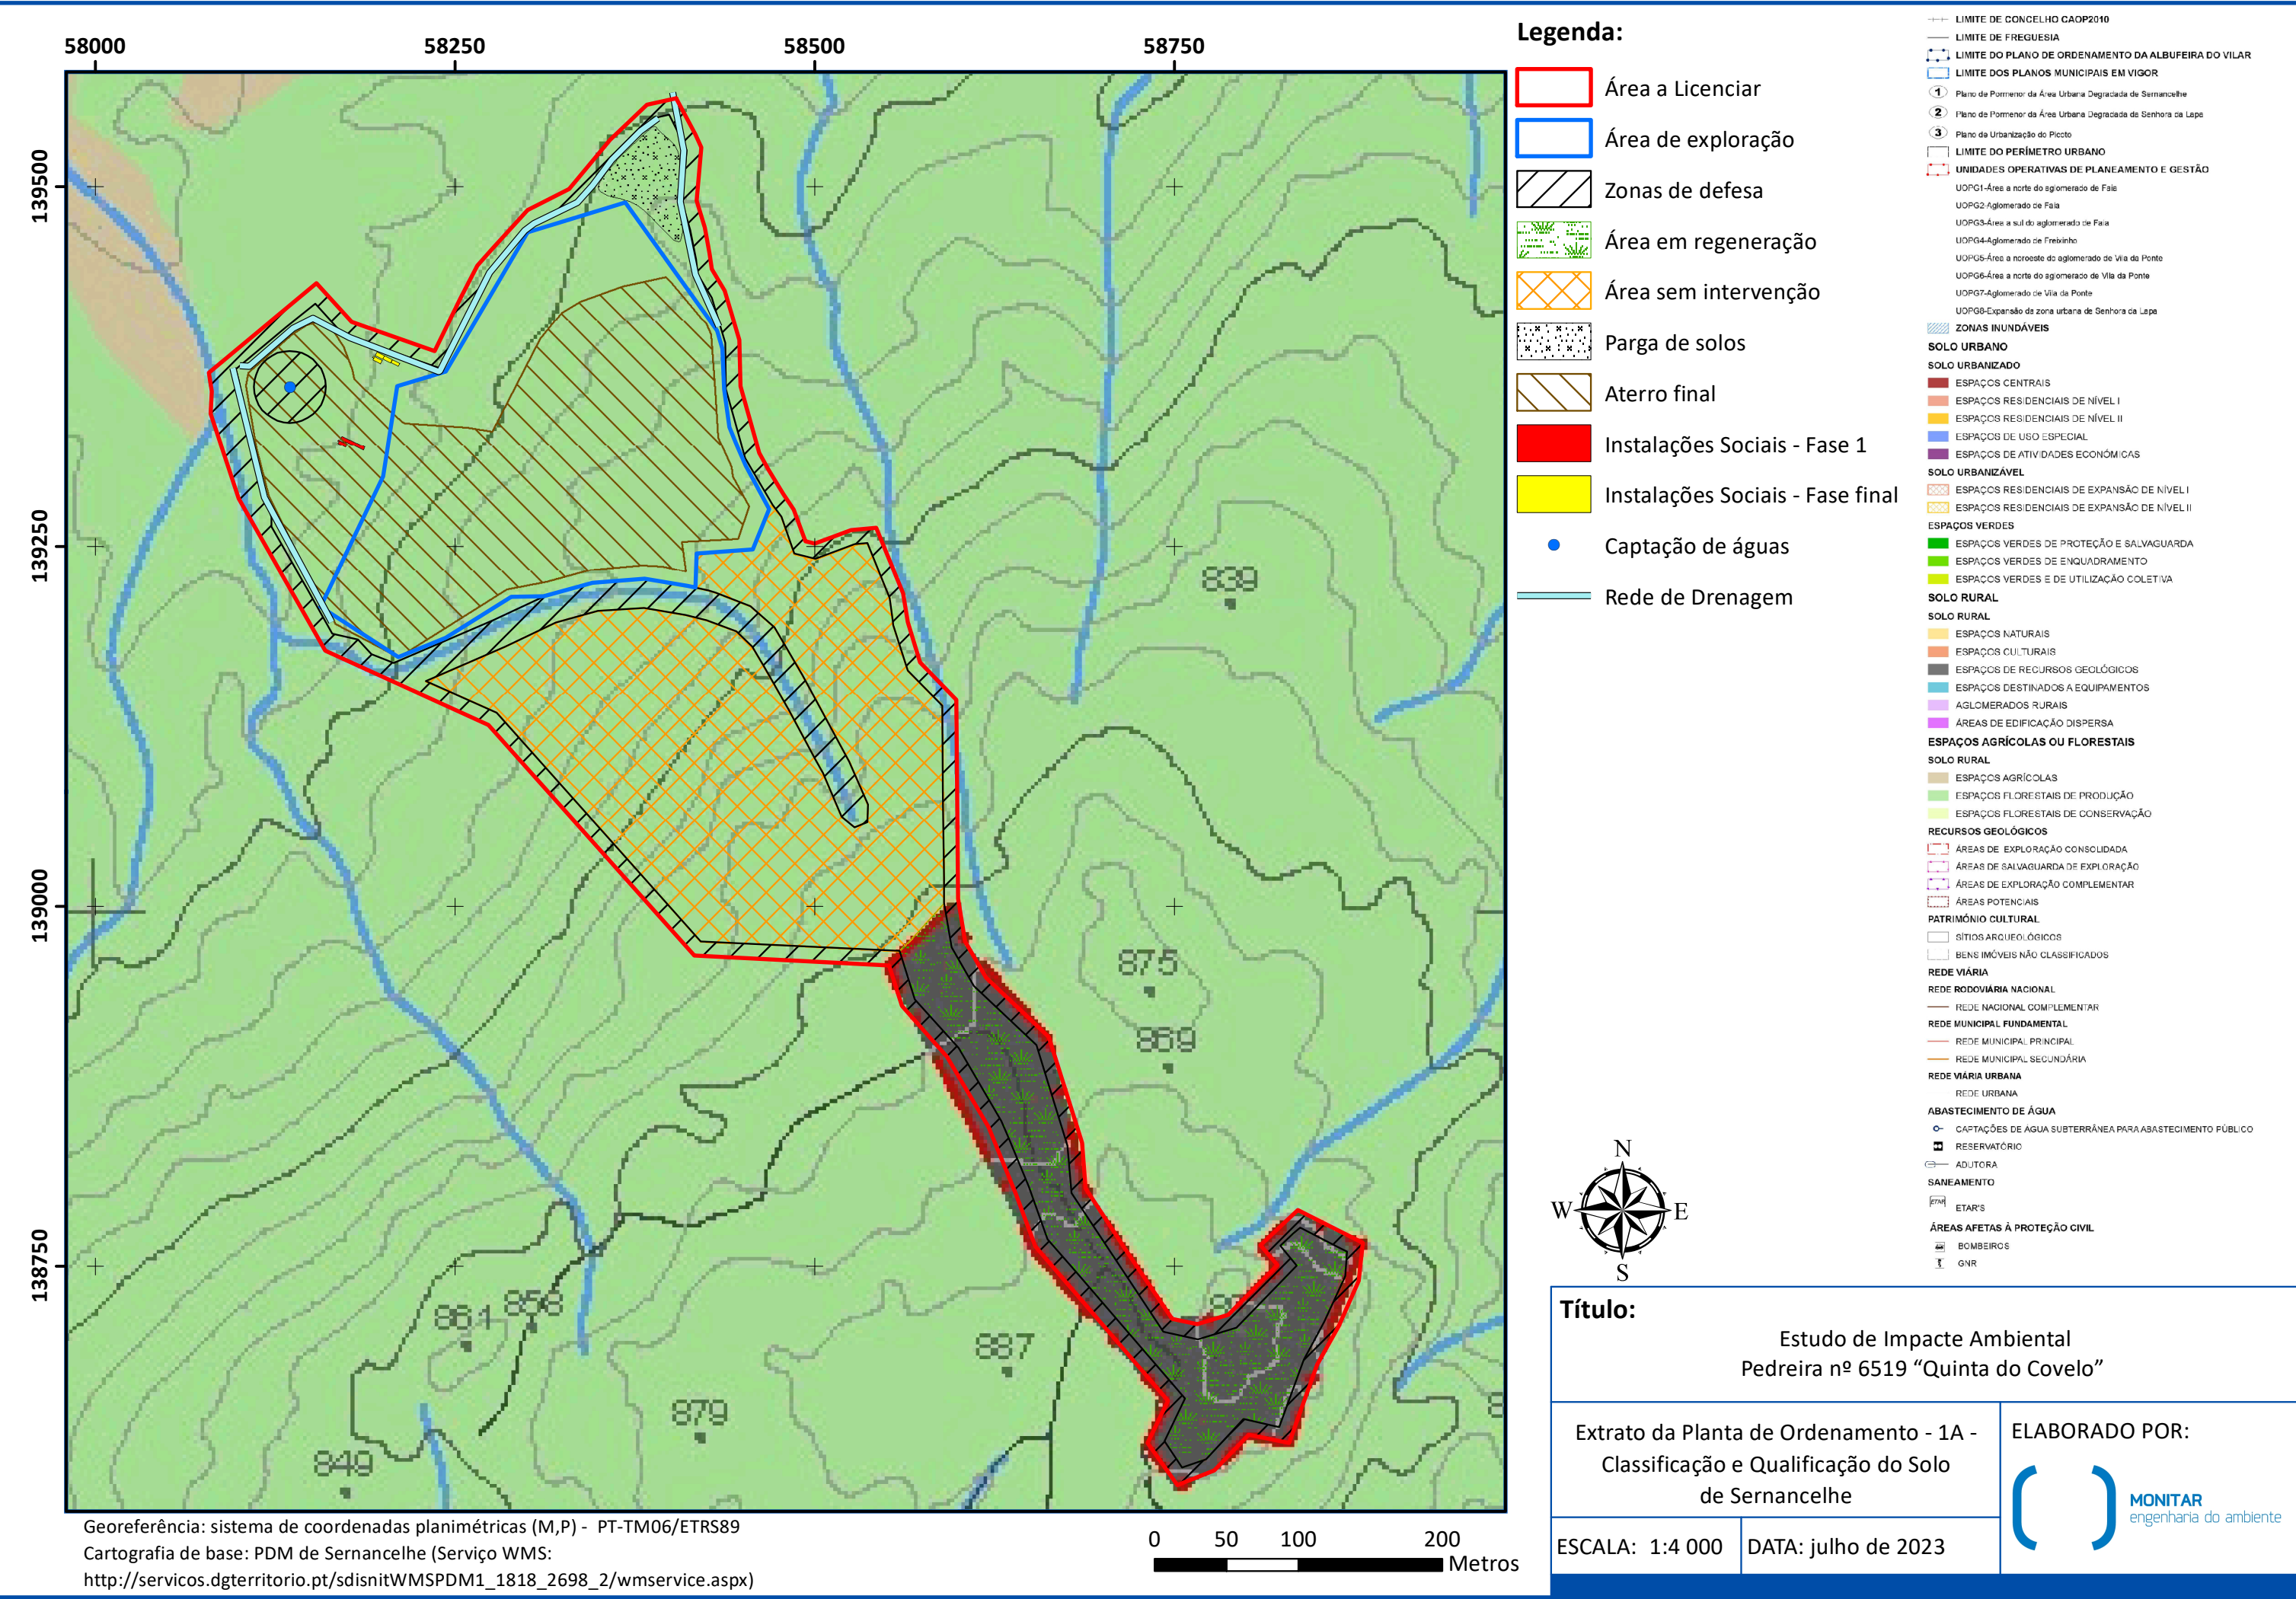 58000
58250
58500
58750
139500
139250
139000
138750
839
875
869
887
879
861
858
849
Georeferência: sistema de coordenadas planimétricas (M,P) - PT-TM06/ETRS89
Cartografia de base: PDM de Sernancelhe (Serviço WMS:
http://servicos.dgterritorio.pt/sdisnitWMSPDM1_1818_2698_2/wmservice.aspx)
0 50 100 200
Metros
Legenda:
Área a Licenciar
Área de exploração
Zonas de defesa
Área em regeneração
Área sem intervenção
Parga de solos
Aterro final
Instalações Sociais - Fase 1
Instalações Sociais - Fase final
Captação de águas
Rede de Drenagem
LIMITE DE CONCELHO CAOP2010
LIMITE DE FREGUESIA
LIMITE DO PLANO DE ORDENAMENTO DA ALBUFEIRA DO VILAR
LIMITE DOS PLANOS MUNICIPAIS EM VIGOR
1 Plano de Pormenor da Área Urbana Degradada de Sernancelhe
2 Plano de Pormenor da Área Urbana Degradada da Senhora da Lapa
3 Plano de Urbanização do Picoto
LIMITE DO PERÍMETRO URBANO
UNIDADES OPERATIVAS DE PLANEAMENTO E GESTÃO
UOPG1-Área a norte do aglomerado de Faia
UOPG2-Aglomerado de Faia
UOPG3-Área a sul do aglomerado de Faia
UOPG4-Aglomerado de Freixinho
UOPG5-Área a noroeste do aglomerado de Vila da Ponte
UOPG6-Área a norte do aglomerado de Vila da Ponte
UOPG7-Aglomerado de Vila da Ponte
UOPG8-Expansão da zona urbana de Senhora da Lapa
ZONAS INUNDÁVEIS
SOLO URBANO
SOLO URBANIZADO
ESPAÇOS CENTRAIS
ESPAÇOS RESIDENCIAIS DE NÍVEL I
ESPAÇOS RESIDENCIAIS DE NÍVEL II
ESPAÇOS DE USO ESPECIAL
ESPAÇOS DE ATIVIDADES ECONÓMICAS
SOLO URBANIZÁVEL
ESPAÇOS RESIDENCIAIS DE EXPANSÃO DE NÍVEL I
ESPAÇOS RESIDENCIAIS DE EXPANSÃO DE NÍVEL II
ESPAÇOS VERDES
ESPAÇOS VERDES DE PROTEÇÃO E SALVAGUARDA
ESPAÇOS VERDES DE ENQUADRAMENTO
ESPAÇOS VERDES E DE UTILIZAÇÃO COLETIVA
SOLO RURAL
SOLO RURAL
ESPAÇOS NATURAIS
ESPAÇOS CULTURAIS
ESPAÇOS DE RECURSOS GEOLÓGICOS
ESPAÇOS DESTINADOS A EQUIPAMENTOS
AGLOMERADOS RURAIS
ÁREAS DE EDIFICAÇÃO DISPERSA
ESPAÇOS AGRÍCOLAS OU FLORESTAIS
SOLO RURAL
ESPAÇOS AGRÍCOLAS
ESPAÇOS FLORESTAIS DE PRODUÇÃO
ESPAÇOS FLORESTAIS DE CONSERVAÇÃO
RECURSOS GEOLÓGICOS
ÁREAS DE EXPLORAÇÃO CONSOLIDADA
ÁREAS DE SALVAGUARDA DE EXPLORAÇÃO
ÁREAS DE EXPLORAÇÃO COMPLEMENTAR
ÁREAS POTENCIAIS
PATRIMÓNIO CULTURAL
SÍTIOS ARQUEOLÓGICOS
BENS IMÓVEIS NÃO CLASSIFICADOS
REDE VIÁRIA
REDE RODOVIÁRIA NACIONAL
REDE NACIONAL COMPLEMENTAR
REDE MUNICIPAL FUNDAMENTAL
REDE MUNICIPAL PRINCIPAL
REDE MUNICIPAL SECUNDÁRIA
REDE VIÁRIA URBANA
REDE URBANA
ABASTECIMENTO DE ÁGUA
CAPTAÇÕES DE ÁGUA SUBTERRÂNEA PARA ABASTECIMENTO PÚBLICO
RESERVATÓRIO
ADUTORA
SANEAMENTO
ETAR ETAR'S
ÁREAS AFETAS À PROTEÇÃO CIVIL
BOMBEIROS
GNR
N
W E
S
Título:
Estudo de Impacte Ambiental
Pedreira nº 6519 “Quinta do Covelo”
Extrato da Planta de Ordenamento - 1A -
Classificação e Qualificação do Solo
de Sernancelhe
ELABORADO POR:
MONITAR
engenharia do ambiente
ESCALA: 1:4 000
DATA: julho de 2023